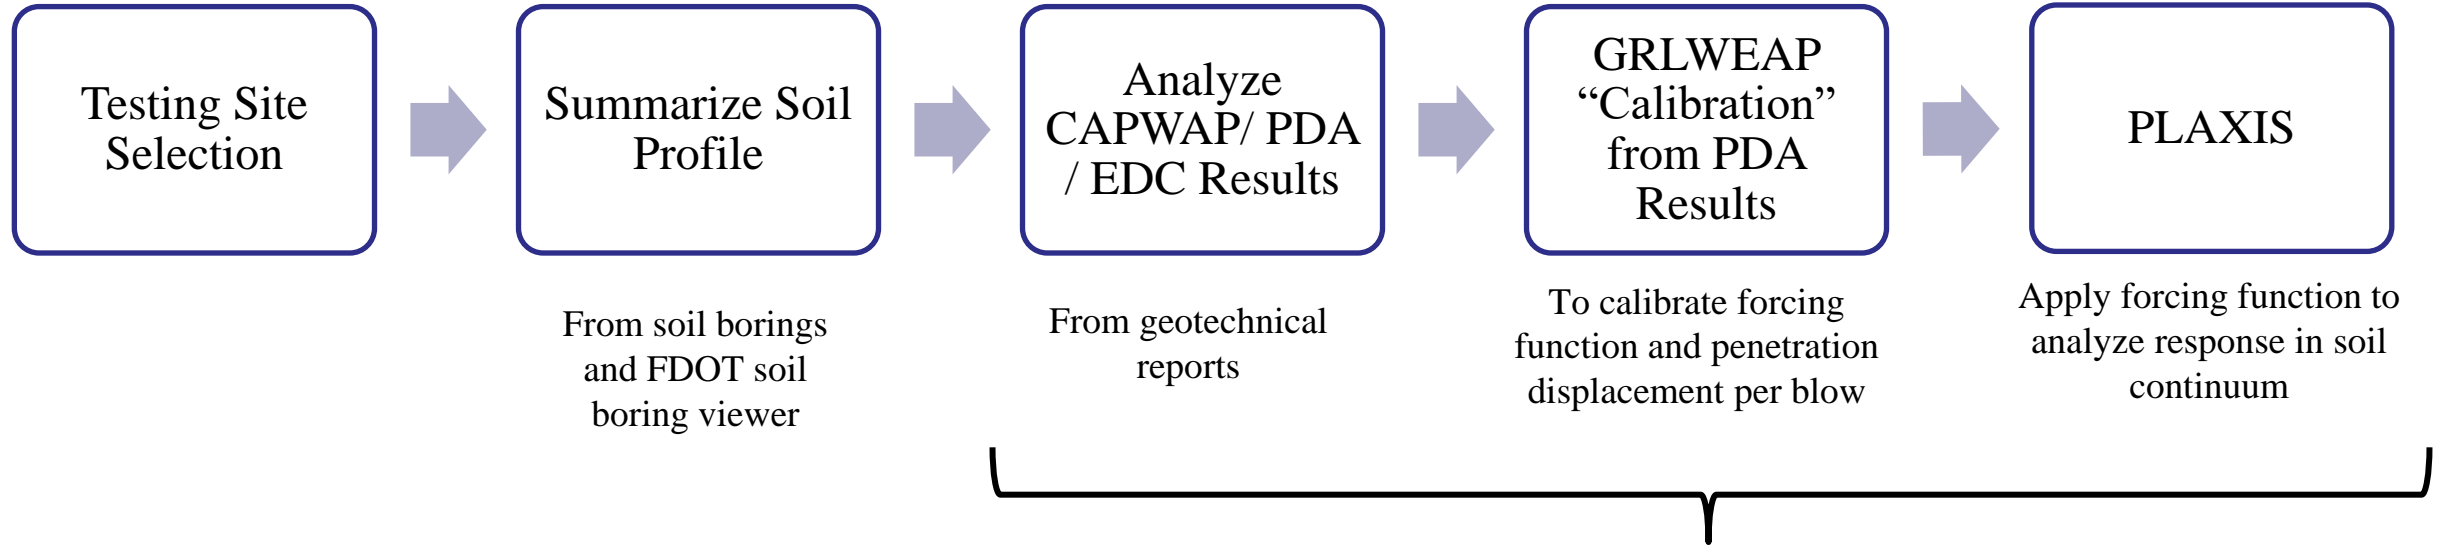 Testing Site
Selection
Summarize Soil
Profile
Analyze
CAPWAP/ PDA
/ EDC Results
GRLWEAP
“Calibration”
from PDA
Results
PLAXIS
From soil borings
and FDOT soil
boring viewer
From geotechnical
reports
To calibrate forcing
function and penetration
displacement per blow
Apply forcing function to
analyze response in soil
continuum